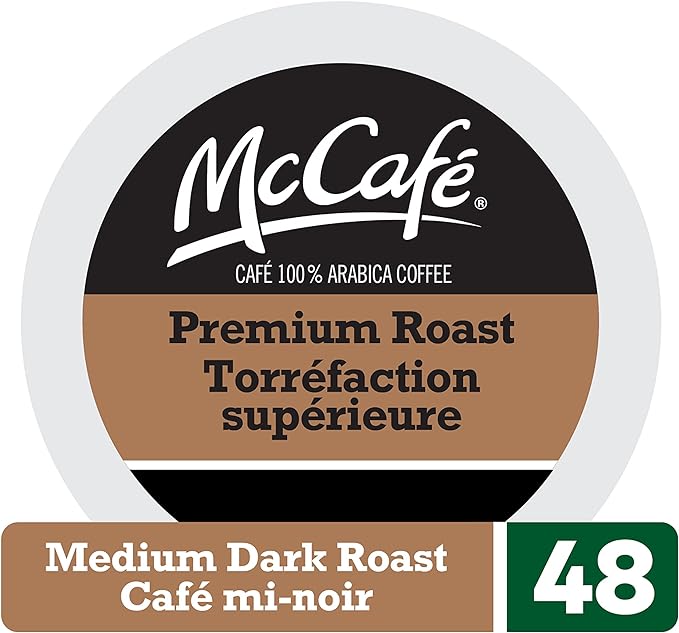 McCafé®
CAFÉ 100% ARABICA COFFEE
Premium Roast
Torréfaction
supérieure
Medium Dark Roast
Café mi-noir
48